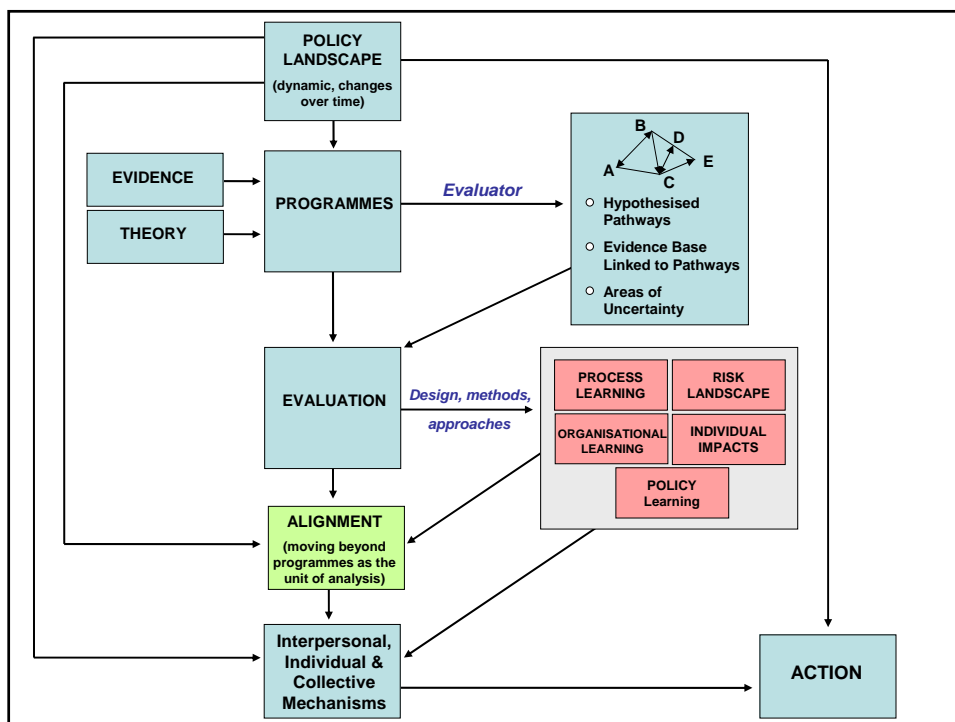 POLICY
LANDSCAPE
(dynamic, changes
over time)
EVIDENCE
THEORY
PROGRAMMES
Evaluator
B
D
A
E
C
Hypothesised
Pathways
Evidence Base
Linked to Pathways
Areas of
Uncertainty
EVALUATION
Design, methods,
approaches
PROCESS
LEARNING
RISK
LANDSCAPE
ORGANISATIONAL
LEARNING
INDIVIDUAL
IMPACTS
POLICY
Learning
ALIGNMENT
(moving beyond
programmes as the
unit of analysis)
Interpersonal,
Individual &
Collective
Mechanisms
ACTION